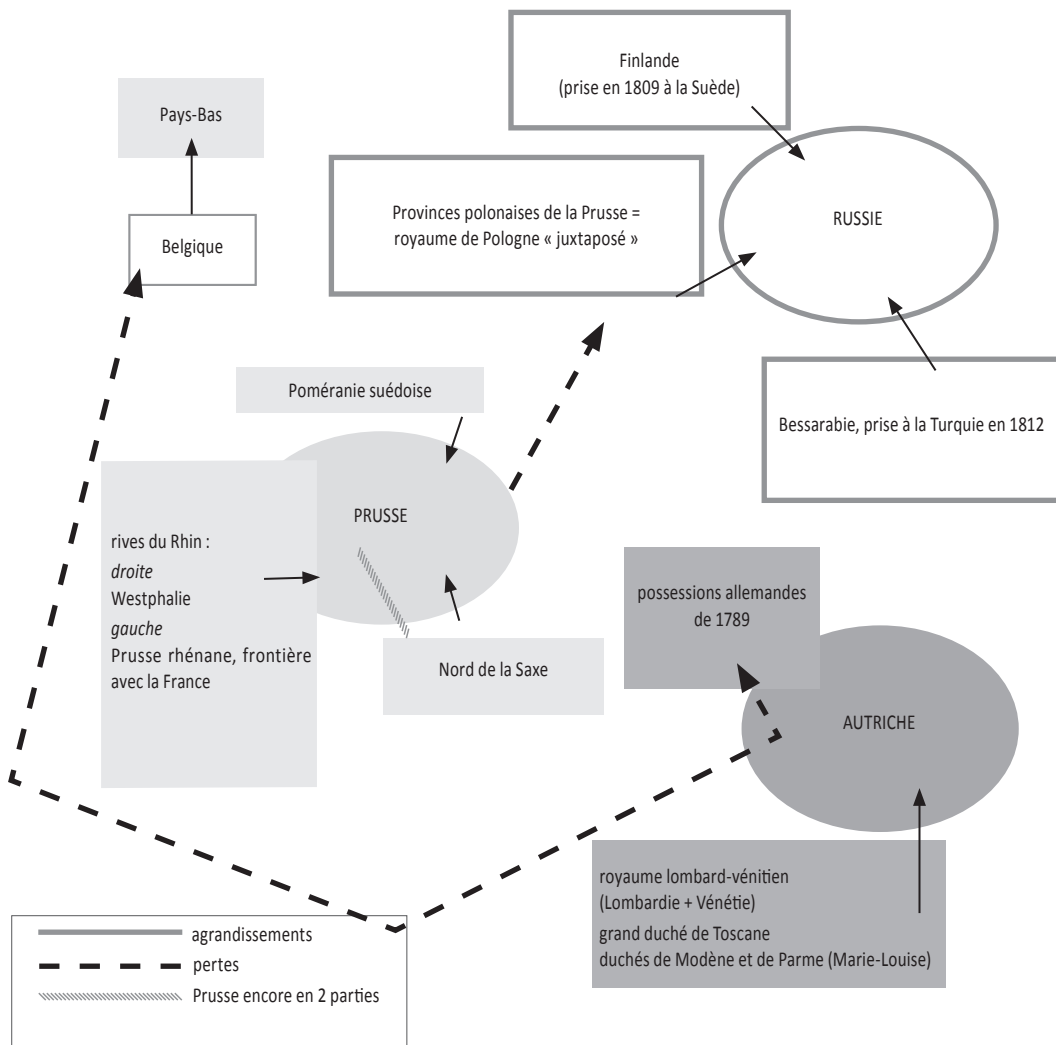 Finlande
(prise en 1809 à la Suède)
Pays-Bas
Provinces polonaises de la Prusse =
royaume de Pologne « juxtaposé »
RUSSIE
Belgique
Poméranie suédoise
Bessarabie, prise à la Turquie en 1812
PRUSSE
rives du Rhin :
droite
Westphalie
gauche
Prusse rhénane, frontière
avec la France
possessions allemandes
de 1789
Nord de la Saxe
AUTRICHE
royaume lombard-vénitien
(Lombardie + Vénétie)
grand duché de Toscane
duchés de Modène et de Parme (Marie-Louise)
agrandissements
pertes
Prusse encore en 2 parties